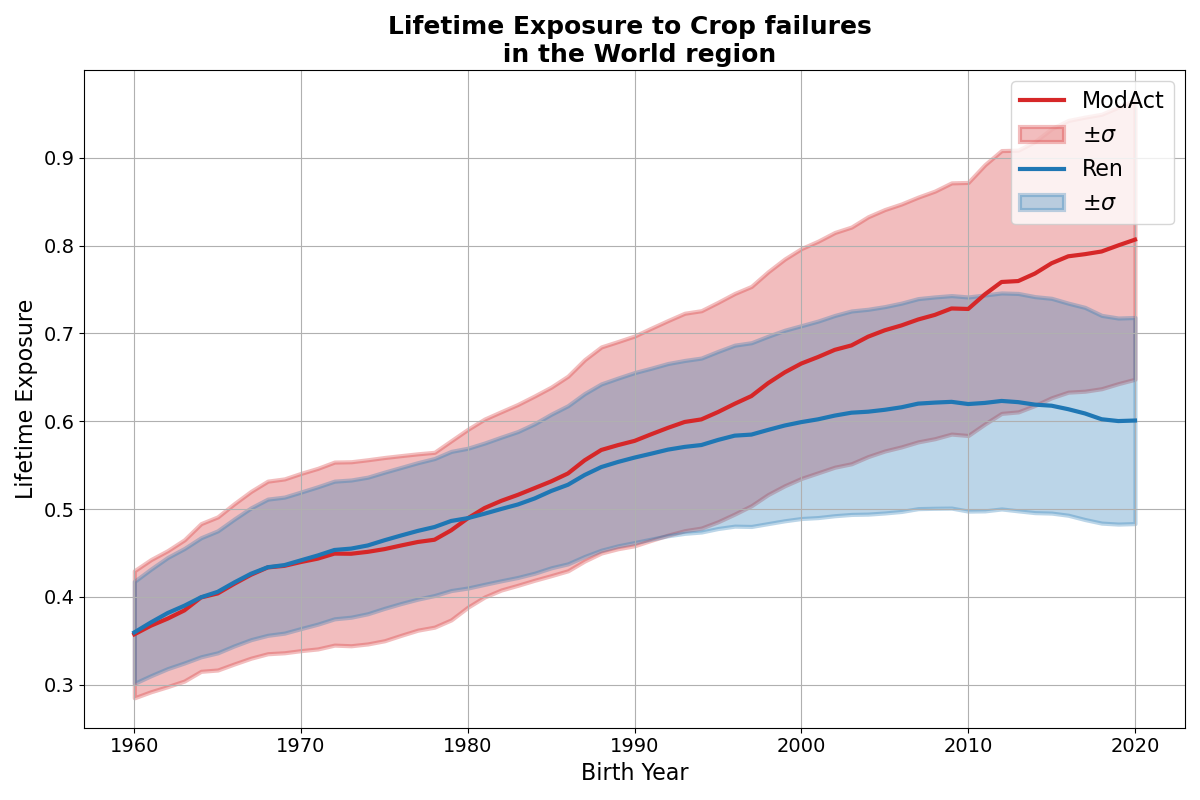 Lifetime Exposure to Crop failures
in the World region
ModAct
±σ
Ren
±σ
Lifetime Exposure
0.9
0.8
0.7
0.6
0.5
0.4
0.3
1960 1970 1980 1990 2000 2010 2020
Birth Year